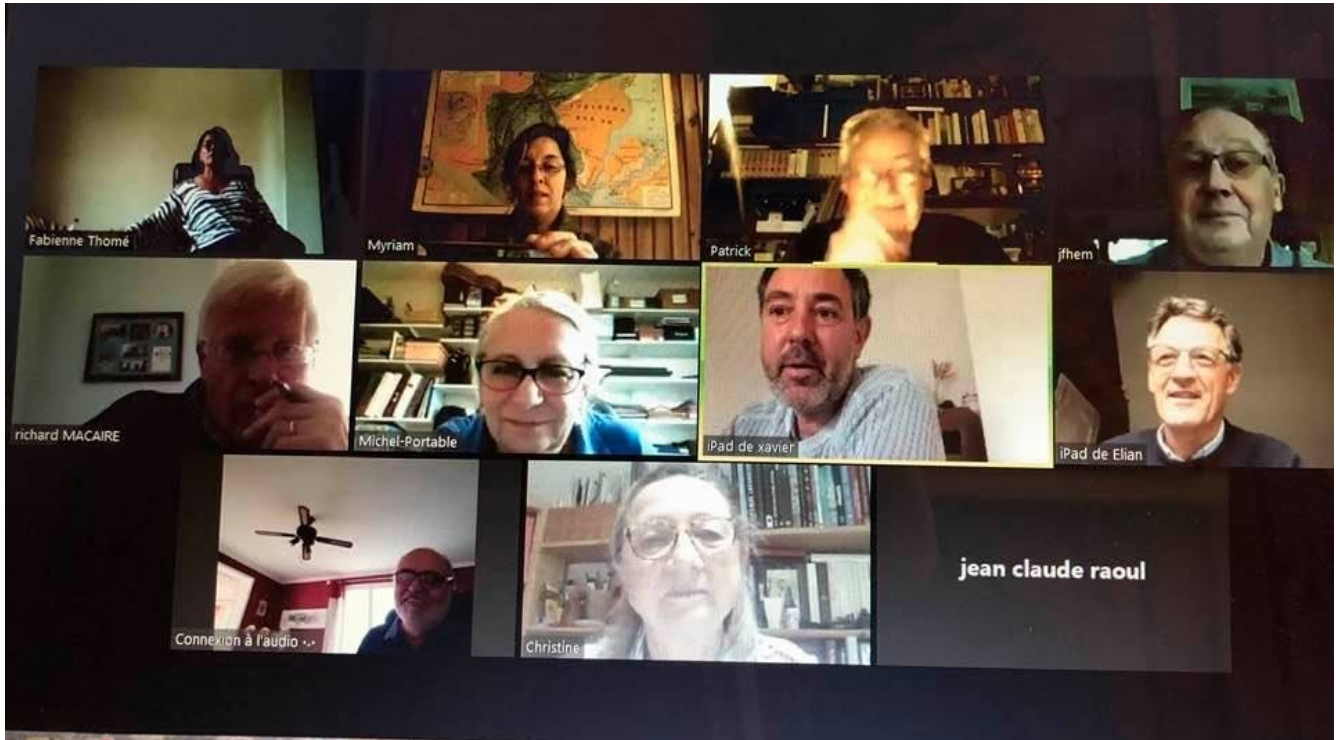 Fabienne Thomé
Myriam
Patrick
jfhem
richard MACAIRE
Michel-Portable
iPad de xavier
iPad de Elian
Connexion à l'audio
Christine
jean claude raoul